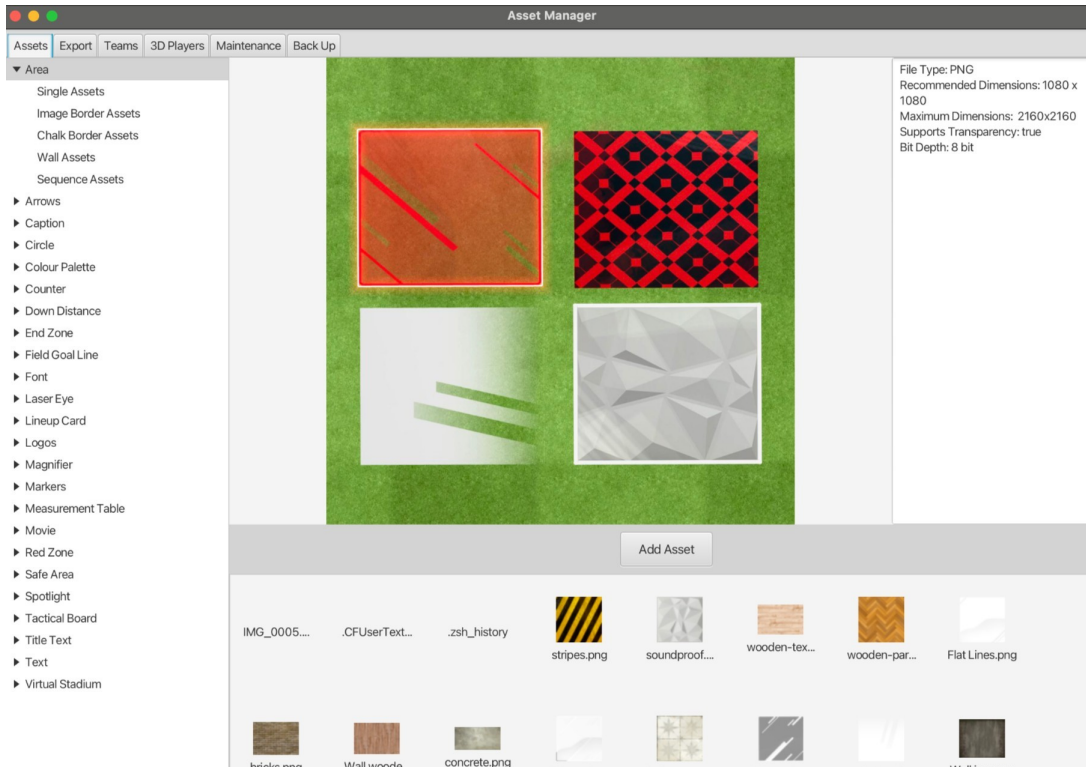 Asset Manager
Assets
Export
Teams
3D Players
Maintenance
Back Up
Area
Single Assets
Image Border Assets
Chalk Border Assets
Wall Assets
Sequence Assets
Arrows
Caption
Circle
Colour Palette
Counter
Down Distance
End Zone
Field Goal Line
Font
Laser Eye
Lineup Card
Logos
Magnifier
Markers
Measurement Table
Movie
Red Zone
Safe Area
Spotlight
Tactical Board
Title Text
Text
Virtual Stadium
File Type: PNG
Recommended Dimensions: 1080 x
1080
Maximum Dimensions: 2160x2160
Supports Transparency: true
Bit Depth: 8 bit
Add Asset
IMG_0005....
.CFUserText...
.zsh_history
stripes.png
soundproof....
wooden-tex...
wooden-par...
Flat Lines.png
bricks.png
Wall woode...
concrete.png